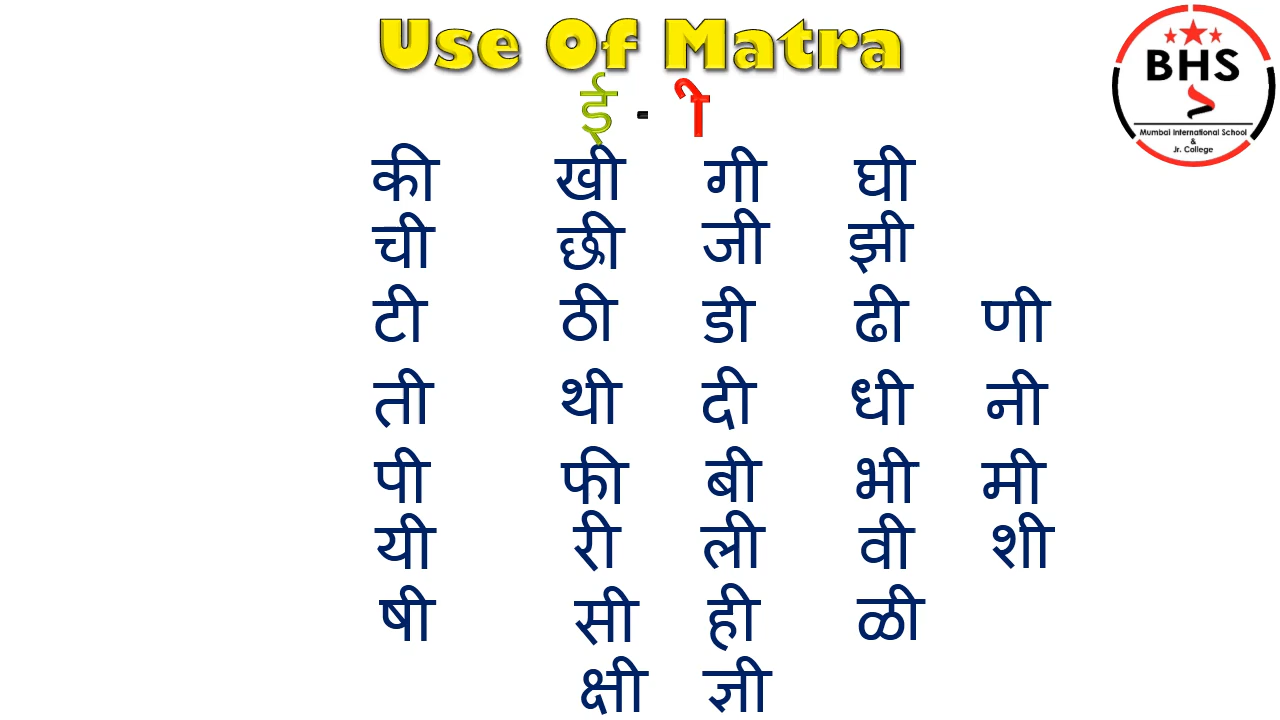 Use Of Matra
ई - ी
की खी गी घी
ची छी जी झी
टी ठी डी ढी णी
ती थी दी धी नी
पी फी बी भी मी
यी री ली वी शी
षी सी ही ळी
क्षी ज्ञी
BHS
Mumbai International School
&
Jr. College